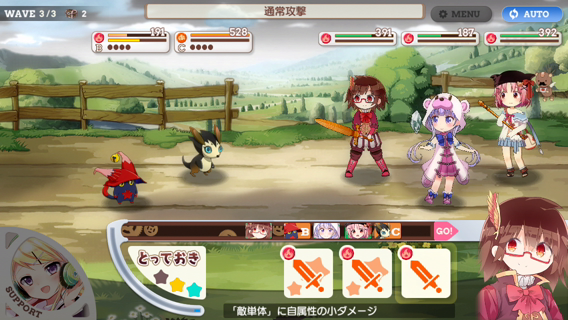 WAVE 3/3 2
通常攻撃
MENU
AUTO
191
B
528
C
391
187
392
B
C
GO!
とっておき
SUPPORT
「敵単体」に自属性の小ダメージ